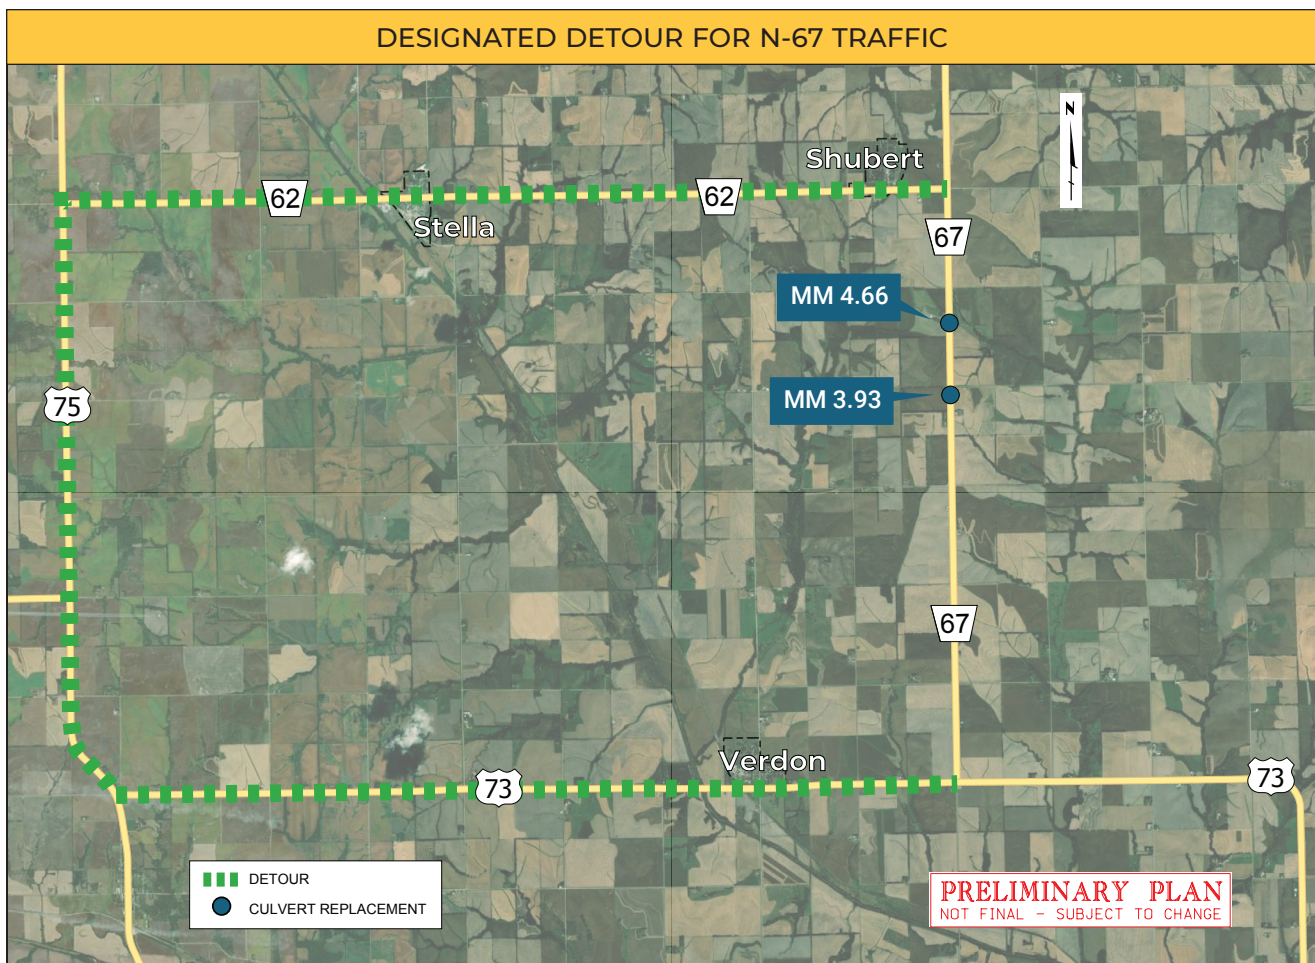 DESIGNATED DETOUR FOR N-67 TRAFFIC
N
Shubert
62
62
Stella
67
MM 4.66
MM 3.93
75
67
Verdon
73
73
DETOUR
CULVERT REPLACEMENT
PRELIMINARY PLAN
NOT FINAL - SUBJECT TO CHANGE